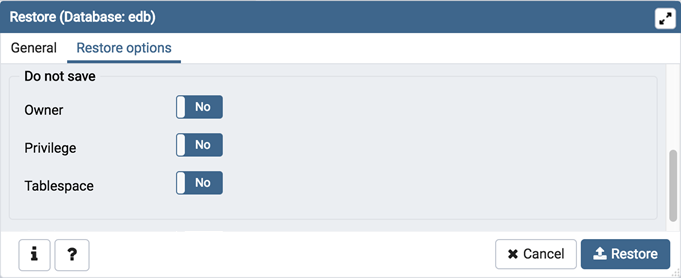 Restore (Database: edb)
General Restore options
Do not save
Owner No
Privilege No
Tablespace No
i ? Cancel Restore